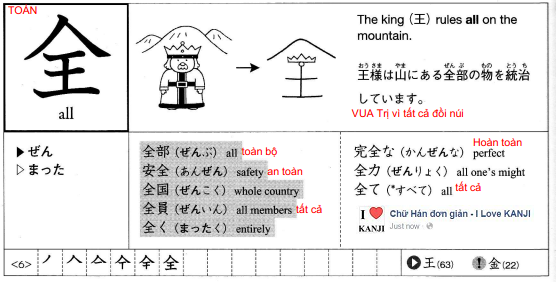 TOÀN
全
all
The king (王) rules all on the
mountain.
おうさま やま ぜんぶ もの とうち
王様は山にある全部の物を統治
しています。
VUA Trị vì tất cả đồi núi
▶ ぜん
▷ まった
全部（ぜんぶ） all toàn bộ
安全（あんぜん） safety an toàn
全国（ぜんこく） whole country
全員（ぜんいん） all members tất cả
全く（まったく） entirely
Hoàn toàn
完全な（かんぜんな） perfect
全力（ぜんりょく） all one's might
全て（*すべて） all tất cả
I ❤ KANJI
Chữ Hán đơn giản - I Love KANJI
Just now
<6> ノ 人 亼 仐 全 全
王(63) 金(22)